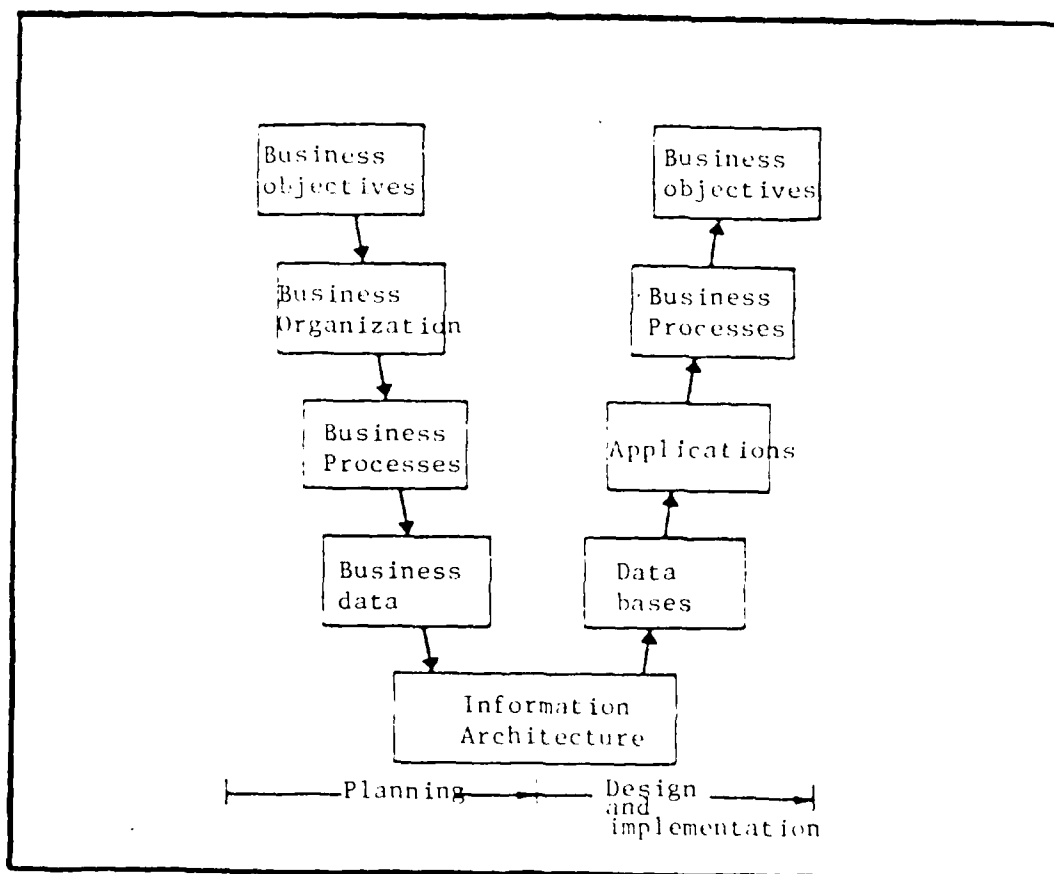 Business
objectives
Business
Organization
Business
Processes
Business
data
Information
Architecture
Data
bases
Applications
Business
Processes
Business
objectives
Planning
Design
and
implementation